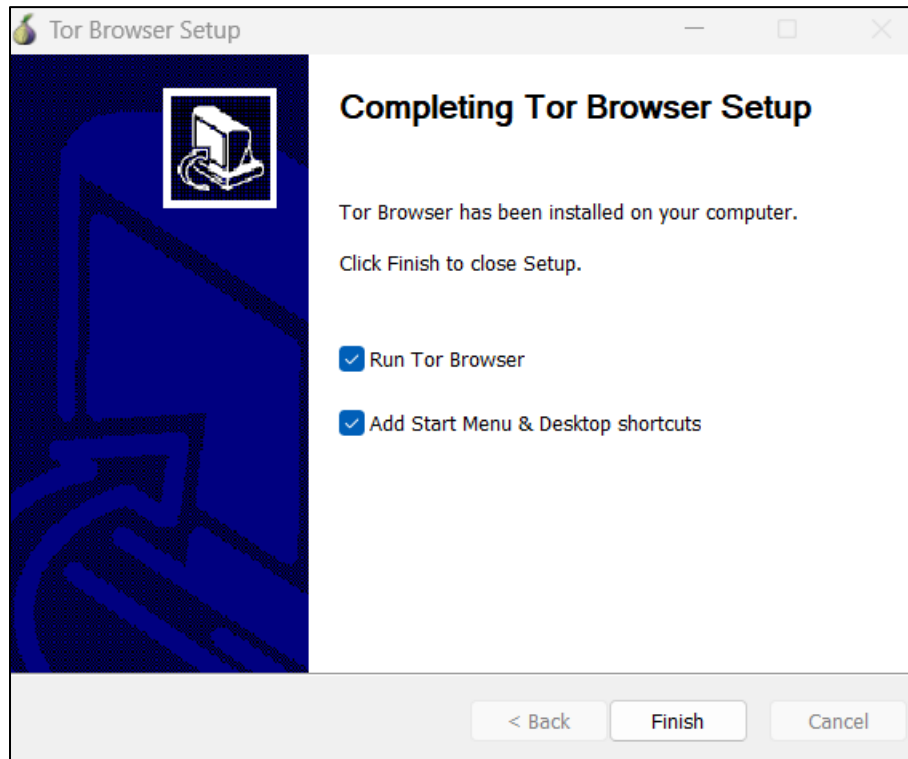 Tor Browser Setup
Completing Tor Browser Setup
Tor Browser has been installed on your computer.
Click Finish to close Setup.
Run Tor Browser
Add Start Menu & Desktop shortcuts
< Back Finish Cancel